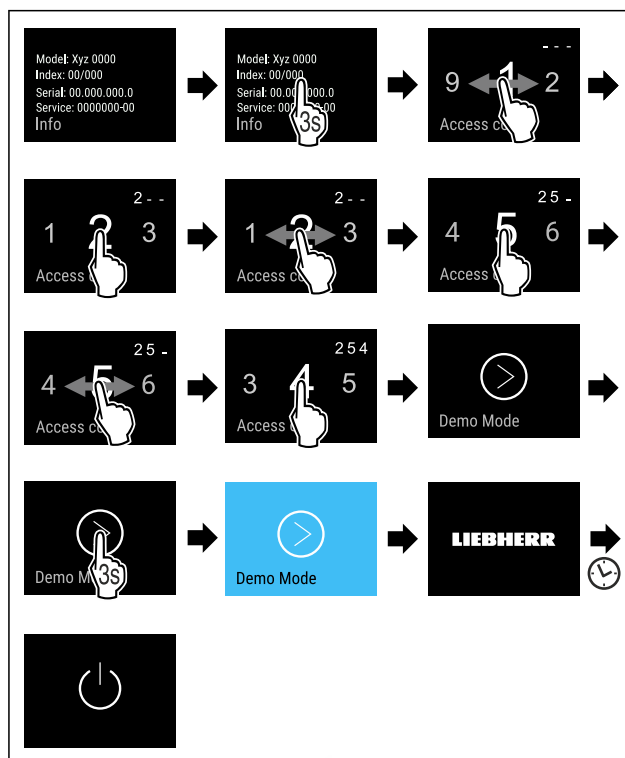 Model: Xyz 0000
Index: 00/000
Serial: 00.000.000.0
Service: 0000000-00
Info
Model: Xyz 0000
Index: 00/000
Serial: 00. .000.0
Service: 00 -00
Info
3s
- - -
9 1 2
Access c
2 - -
1 2 3
Access
2 - -
1 2 3
Access c
2 5 -
4 5 6
Access
2 5 -
4 5 6
Access c
2 5 4
3 4 5
Access
Demo Mode
Demo M
3s
Demo Mode
LIEBHERR